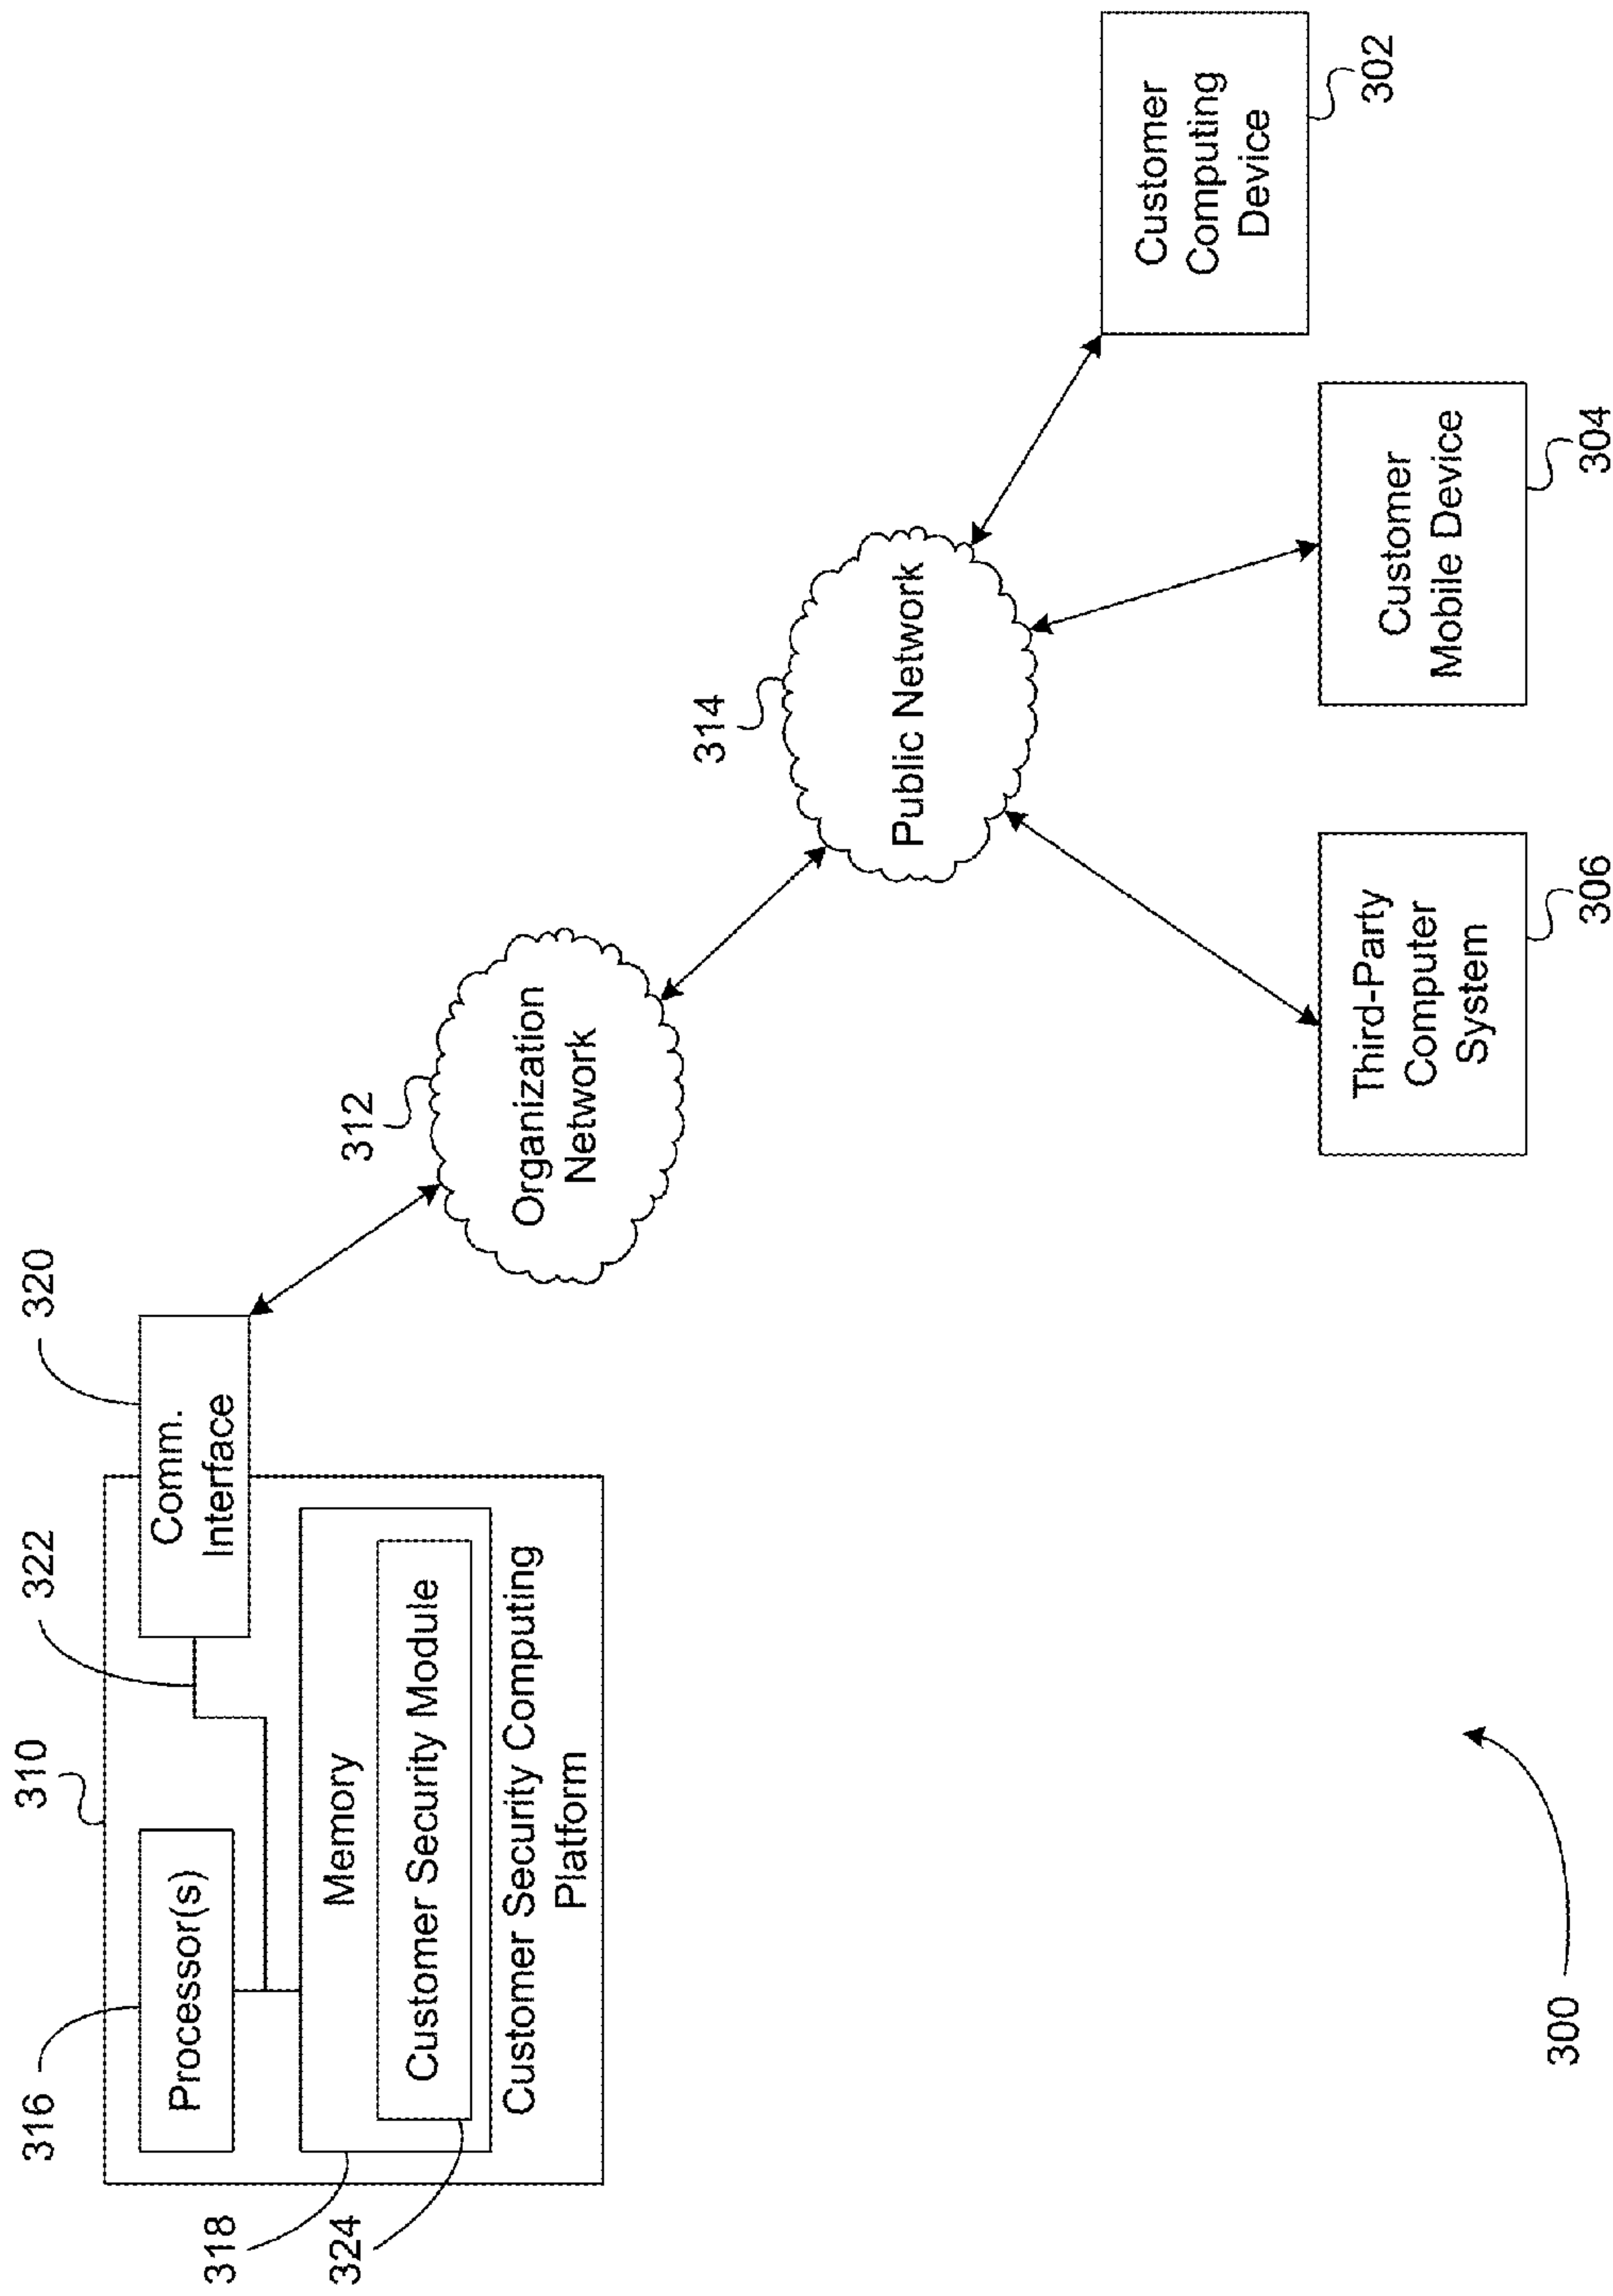 310
316
Processor(s)
322
320
Comm.
Interface
318
Memory
324
Customer Security Module
Customer Security Computing
Platform
312
Organization
Network
314
Public Network
Third-Party
Computer
System
306
Customer
Mobile Device
304
Customer
Computing
Device
302
300